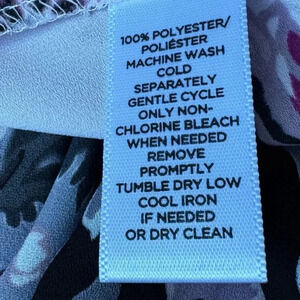 100% POLYESTER/
POLIÉSTER
MACHINE WASH
COLD
SEPARATELY
GENTLE CYCLE
ONLY NON-
CHLORINE BLEACH
WHEN NEEDED
REMOVE
PROMPTLY
TUMBLE DRY LOW
COOL IRON
IF NEEDED
OR DRY CLEAN